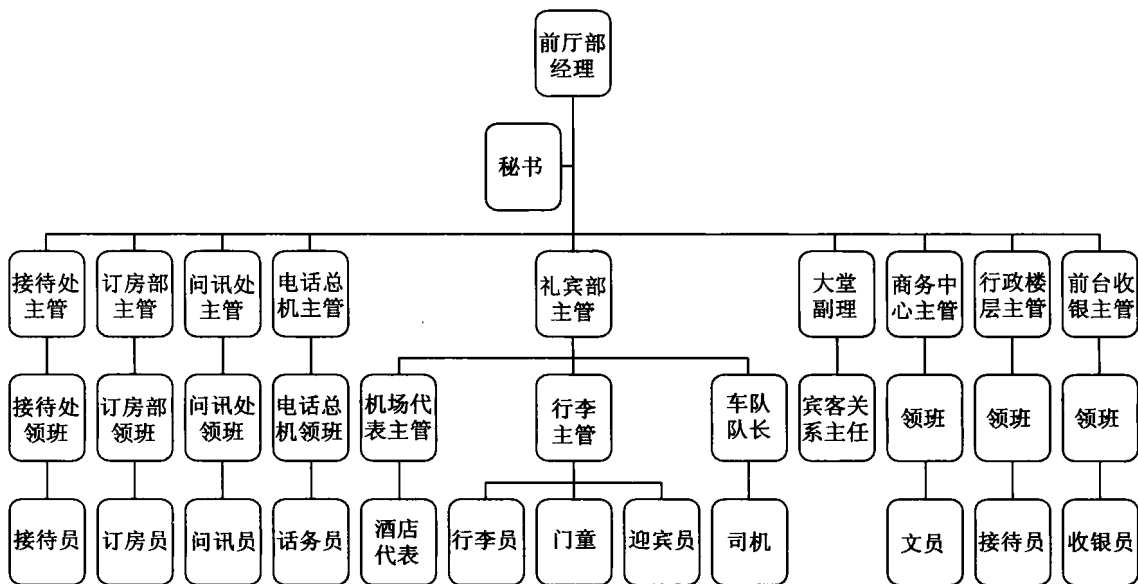 前厅部
经理
秘书
接待处
主管
订房部
主管
问讯处
主管
电话总
机主管
礼宾部
主管
大堂
副理
商务中
心主管
行政楼
层主管
前台收
银主管
接待处
领班
订房部
领班
问讯处
领班
电话总
机领班
机场代
表主管
行李
主管
车队
队长
宾客关
系主任
领班
领班
领班
接待员
订房员
问讯员
话务员
酒店
代表
行李员
门童
迎宾员
司机
文员
接待员
收银员